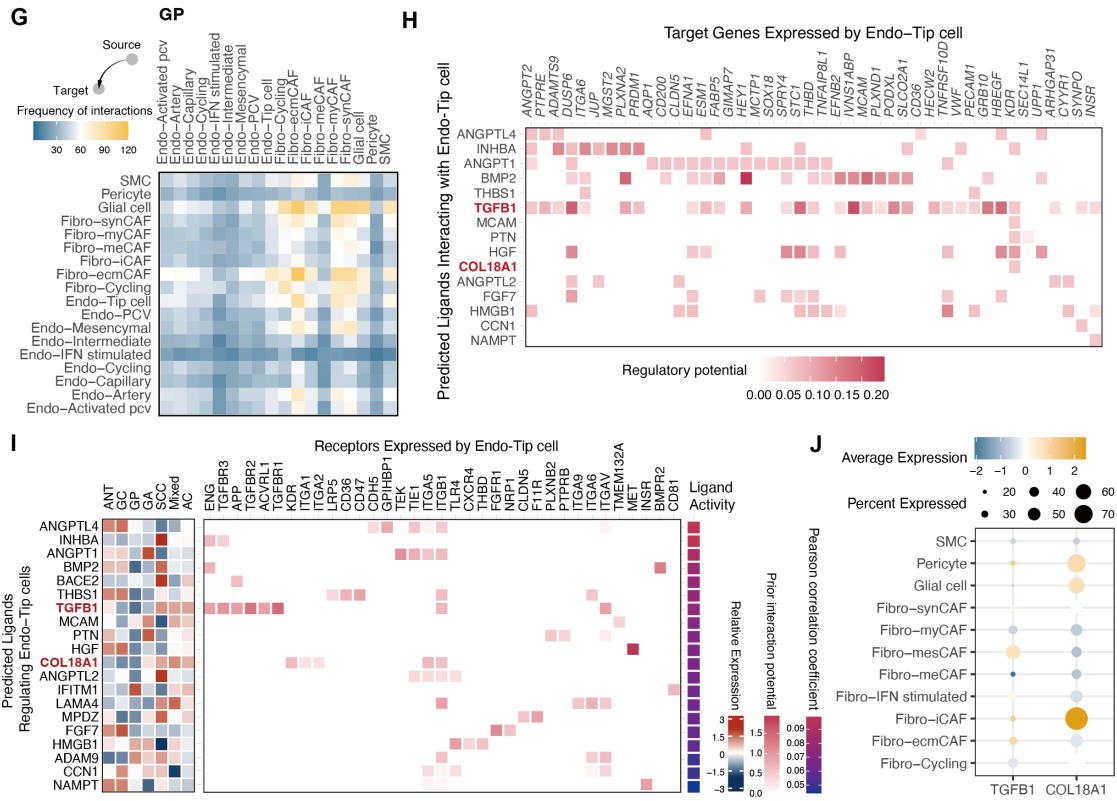 G
GP
Source
Target
Frequency of interactions
30 60 90 120
Endo−Activated pcv
Endo−Artery
Endo−Capillary
Endo−Cycling
Endo−IFN stimulated
Endo−Intermediate
Endo−Mesencymal
Endo−PCV
Endo−Tip cell
Fibro−Cycling
Fibro−ecmCAF
Fibro−iCAF
Fibro−meCAF
Fibro−myCAF
Fibro−synCAF
Glial cell
Pericyte
SMC
SMC
Pericyte
Glial cell
Fibro−synCAF
Fibro−myCAF
Fibro−meCAF
Fibro−iCAF
Fibro−ecmCAF
Fibro−Cycling
Endo−Tip cell
Endo−PCV
Endo−Mesencymal
Endo−Intermediate
Endo−IFN stimulated
Endo−Cycling
Endo−Capillary
Endo−Artery
Endo−Activated pcv
H
Target Genes Expressed by Endo−Tip cell
Predicted Ligands Interacting with Endo−Tip cell
ANGPT2
PTPRE
ADAMTS9
DUSP6
ITGA6
JUP
MGST2
PLXNA2
PRDM1
AQP1
CD200
CLDN5
EFNA1
ESM1
FKBP5
GIMAP7
HEY1
MCTP1
SOX18
SPRY4
STC1
THBD
TNFAIP8L1
EFNB2
IVNS1ABP
MCAM
PLXND1
PODXL
SLCO2A1
CD36
HECW2
TNFRSF10D
VWF
PECAM1
GRB10
HBEGF
KDR
SEC14L1
UPP1
ARHGAP31
CYYR1
SYNPO
INSR
ANGPTL4
INHBA
ANGPT1
BMP2
THBS1
TGFB1
MCAM
PTN
HGF
COL18A1
ANGPTL2
FGF7
HMGB1
CCN1
NAMPT
Regulatory potential
0.00 0.05 0.10 0.15 0.20
I
Receptors Expressed by Endo-Tip cell
Predicted Ligands
Regulating Endo−Tip cells
ANT
GC
GP
GA
SCC
Mixed
AC
ENG
TGFBR3
APP
TGFBR2
ACVRL1
TGFBR1
KDR
ITGA1
ITGA2
LRP5
CD36
CD47
CDH5
GPIHBP1
TEK
TIE1
ITGA5
ITGB1
TLR4
CXCR4
THBD
FGFR1
NRP1
CLDN5
F11R
PLXNB2
PTPRB
ITGA9
ITGA6
ITGAV
TMEM132A
MET
INSR
BMPR2
CD81
Ligand
Activity
ANGPTL4
INHBA
ANGPT1
BMP2
BACE2
THBS1
TGFB1
MCAM
PTN
HGF
COL18A1
ANGPTL2
IFITM1
LAMA4
MPDZ
FGF7
HMGB1
ADAM9
CCN1
NAMPT
Relative Expression
3
1.5
0
−1.5
−3
Prior interaction potential
1.5
1.0
0.5
0.0
Pearson correlation coefficient
0.09
0.08
0.07
0.06
0.05
J
Average Expression
−2 −1 0 1 2
Percent Expressed
20 40 60
30 50 70
SMC
Pericyte
Glial cell
Fibro−synCAF
Fibro−myCAF
Fibro−mesCAF
Fibro−meCAF
Fibro−IFN stimulated
Fibro−iCAF
Fibro−ecmCAF
Fibro−Cycling
TGFB1 COL18A1